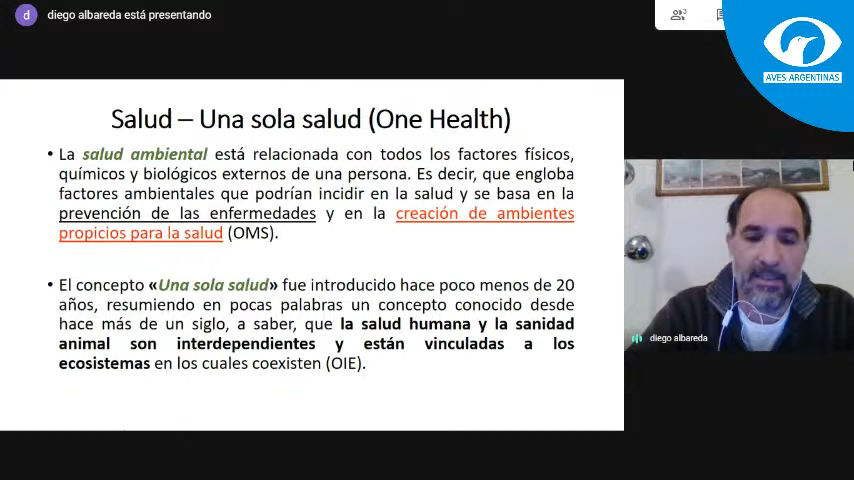 d
diego albareda está presentando
3
AVES ARGENTINAS
Salud – Una sola salud (One Health)
• La salud ambiental está relacionada con todos los factores físicos,
químicos y biológicos externos de una persona. Es decir, que engloba
factores ambientales que podrían incidir en la salud y se basa en la
prevención de las enfermedades y en la creación de ambientes
propicios para la salud (OMS).
• El concepto «Una sola salud» fue introducido hace poco menos de 20
años, resumiendo en pocas palabras un concepto conocido desde
hace más de un siglo, a saber, que la salud humana y la sanidad
animal son interdependientes y están vinculadas a los
ecosistemas en los cuales coexisten (OIE).
diego albareda